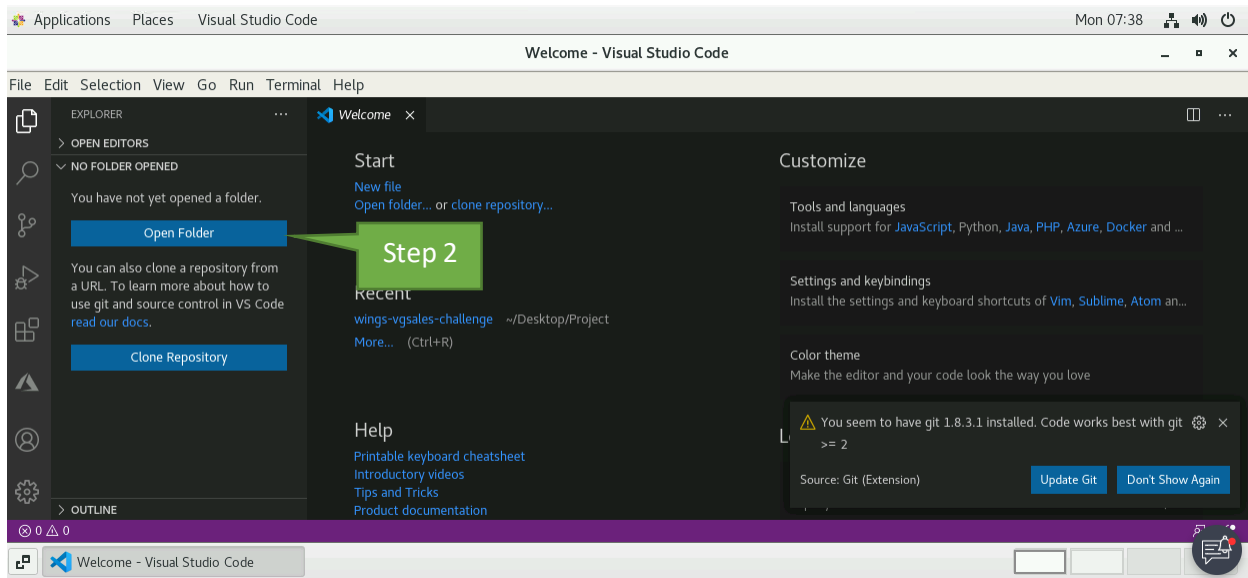 Applications Places Visual Studio Code Mon 07:38
Welcome - Visual Studio Code
File Edit Selection View Go Run Terminal Help
EXPLORER
OPEN EDITORS
NO FOLDER OPENED
You have not yet opened a folder.
Open Folder
You can also clone a repository from
a URL. To learn more about how to
use git and source control in VS Code
read our docs.
Clone Repository
OUTLINE
Welcome
Start
New file
Open folder... or clone repository...
Step 2
Recent
wings-vgsales-challenge ~/Desktop/Project
More... (Ctrl+R)
Help
Printable keyboard cheatsheet
Introductory videos
Tips and Tricks
Product documentation
Customize
Tools and languages
Install support for JavaScript, Python, Java, PHP, Azure, Docker and ...
Settings and keybindings
Install the settings and keyboard shortcuts of Vim, Sublime, Atom an...
Color theme
Make the editor and your code look the way you love
You seem to have git 1.8.3.1 installed. Code works best with git
>= 2
Source: Git (Extension)
Update Git
Don't Show Again
0 0
Welcome - Visual Studio Code